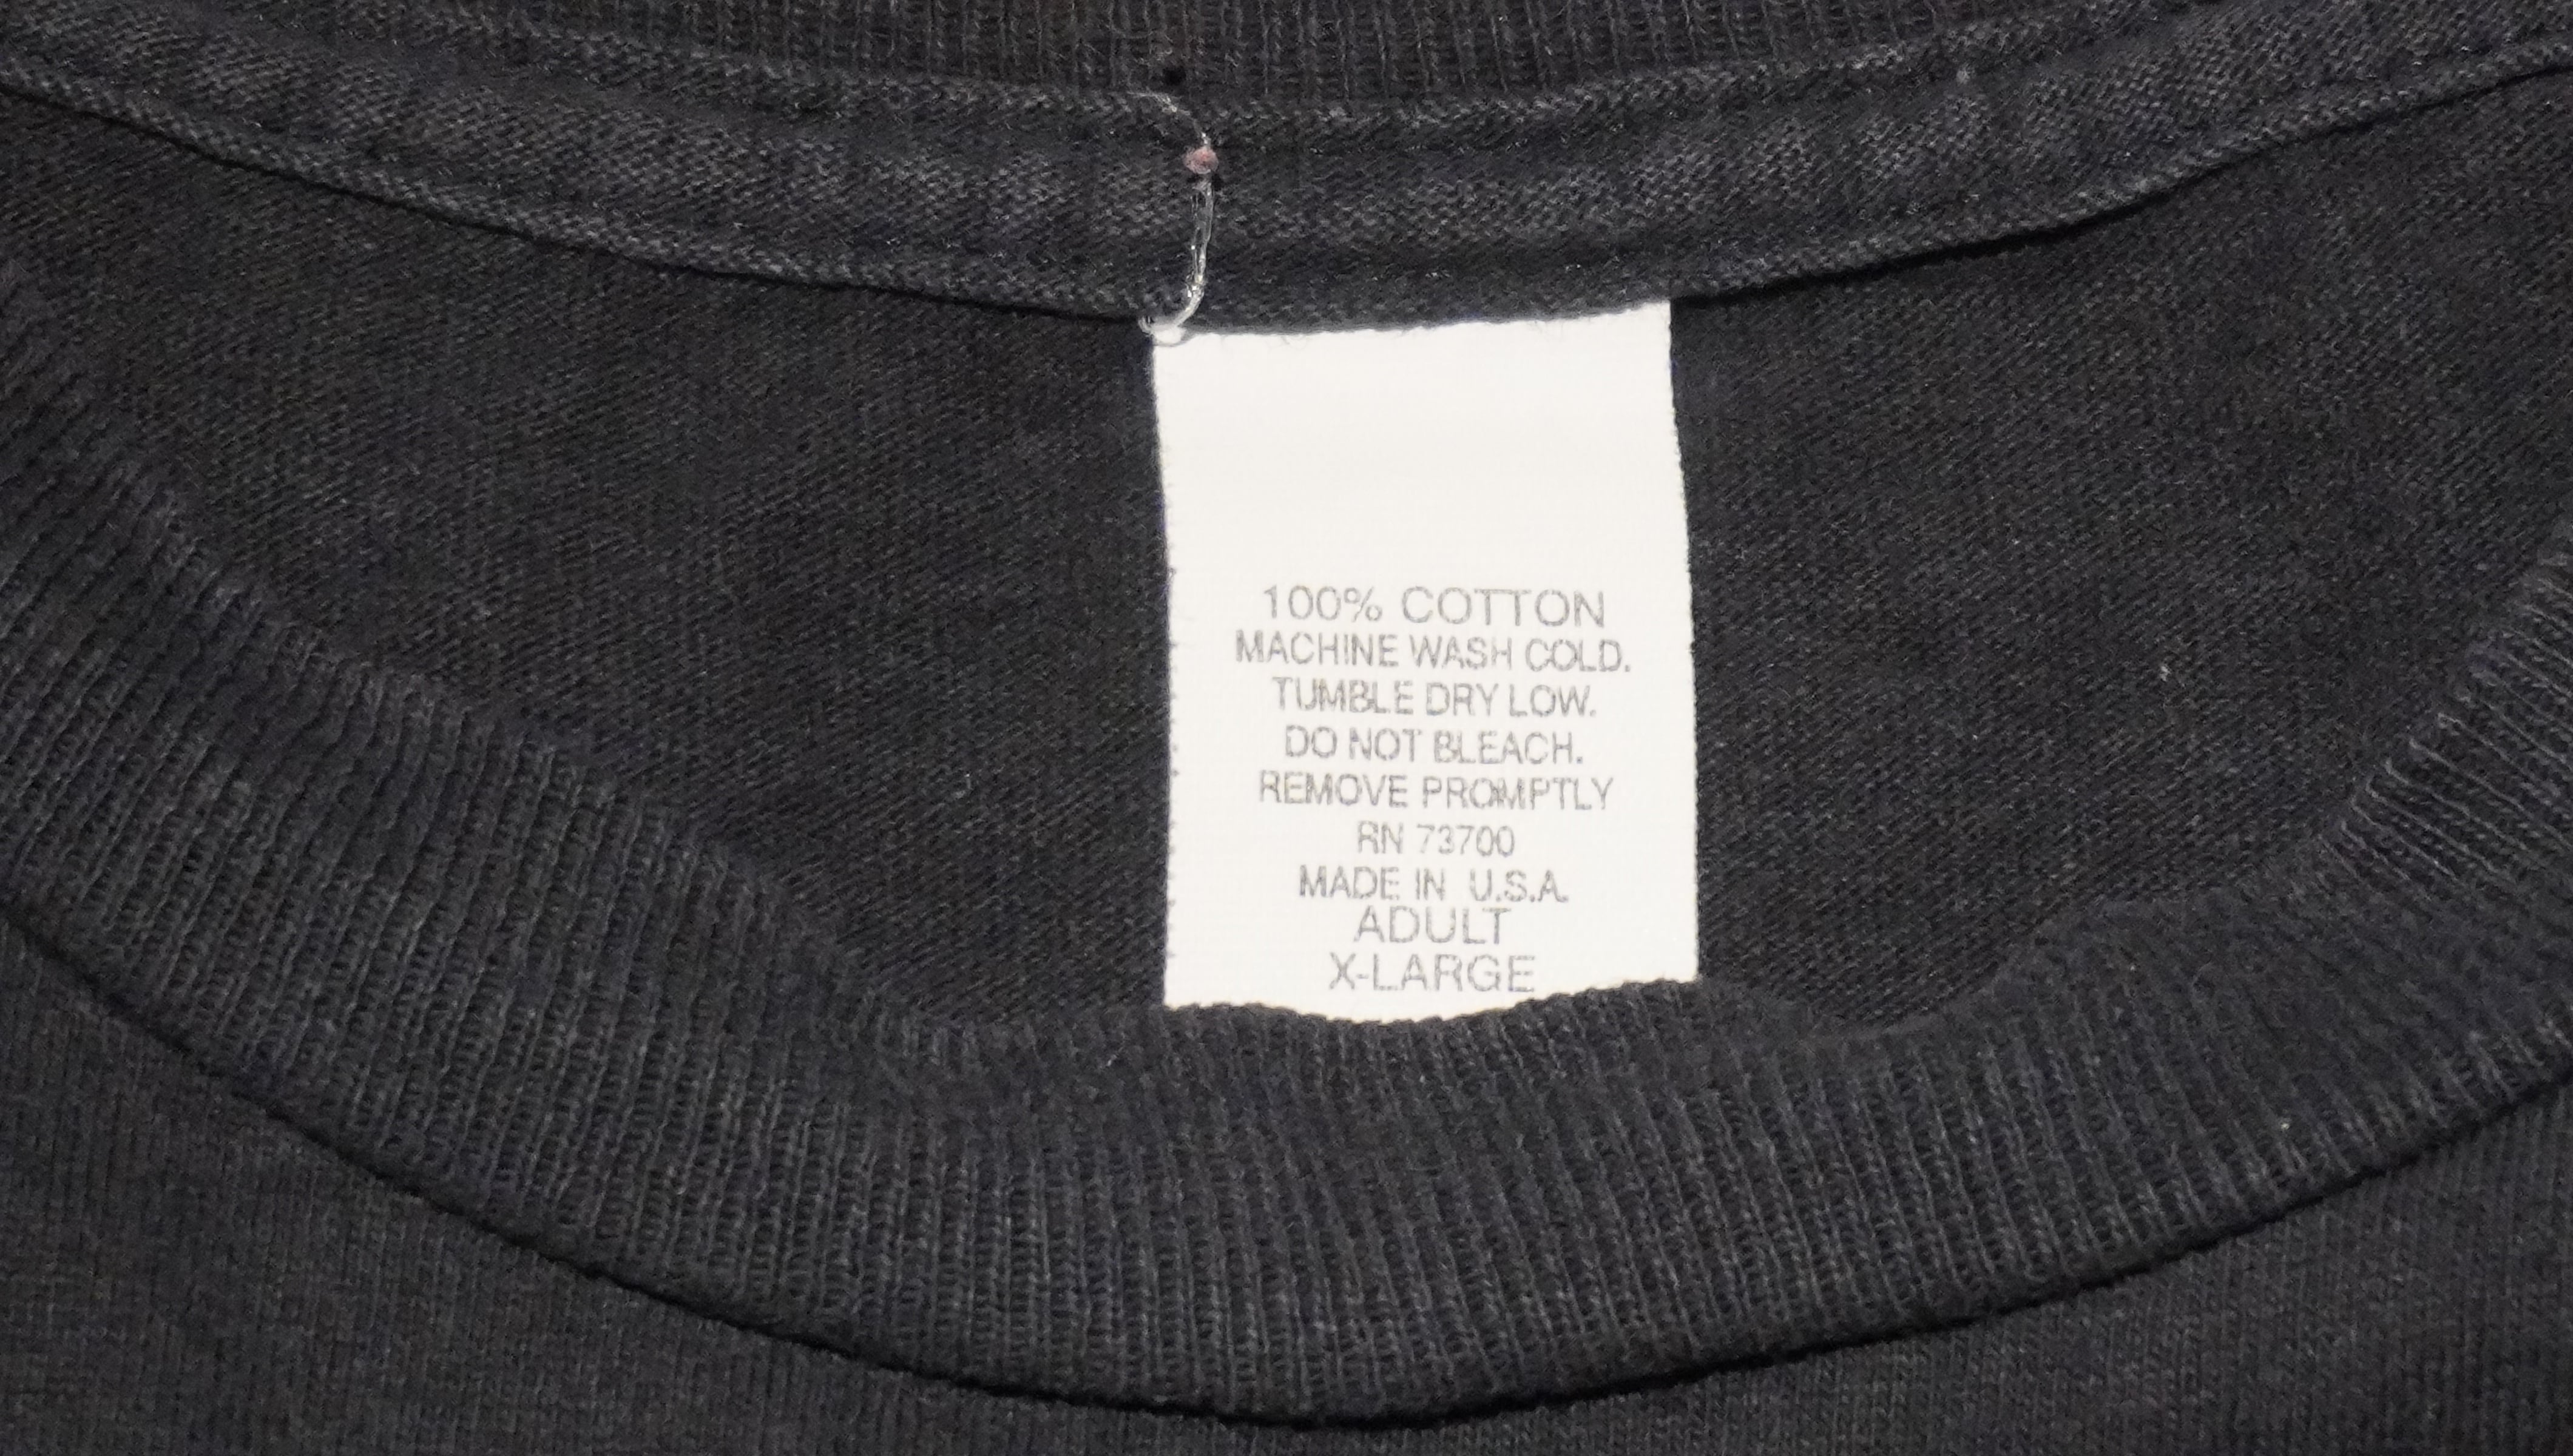 100% COTTON
MACHINE WASH COLD.
TUMBLE DRY LOW.
DO NOT BLEACH.
REMOVE PROMPTLY
RN 73700
MADE IN U.S.A.
ADULT
X-LARGE